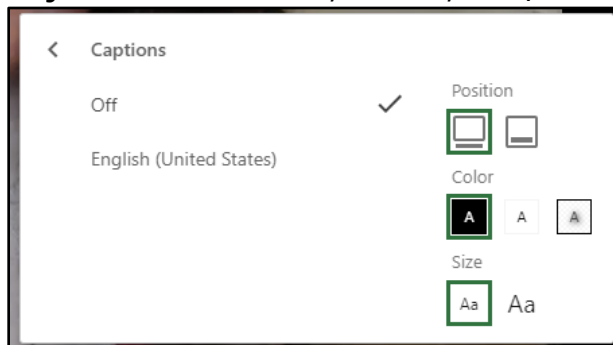 Captions
Off
English (United States)
Position
Color
A A A
Size
Aa Aa